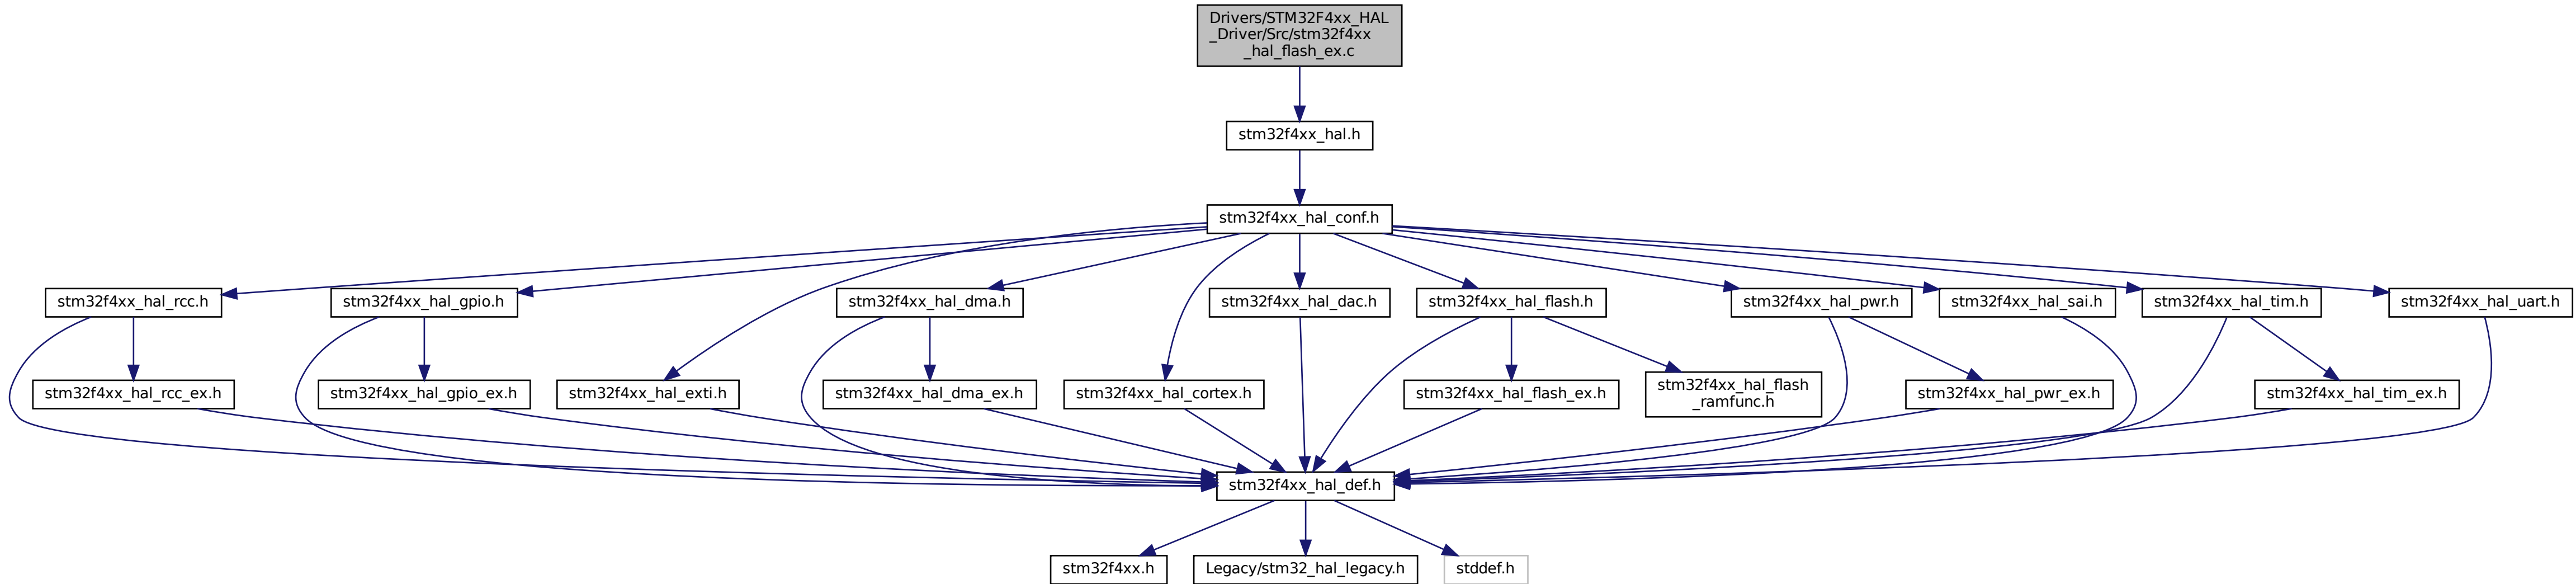 Drivers/STM32F4xx_HAL
_Driver/Src/stm32f4xx
_hal_flash_ex.c
stm32f4xx_hal.h
stm32f4xx_hal_conf.h
stm32f4xx_hal_rcc.h
stm32f4xx_hal_gpio.h
stm32f4xx_hal_dma.h
stm32f4xx_hal_dac.h
stm32f4xx_hal_flash.h
stm32f4xx_hal_pwr.h
stm32f4xx_hal_sai.h
stm32f4xx_hal_tim.h
stm32f4xx_hal_uart.h
stm32f4xx_hal_rcc_ex.h
stm32f4xx_hal_gpio_ex.h
stm32f4xx_hal_exti.h
stm32f4xx_hal_dma_ex.h
stm32f4xx_hal_cortex.h
stm32f4xx_hal_flash_ex.h
stm32f4xx_hal_flash
_ramfunc.h
stm32f4xx_hal_pwr_ex.h
stm32f4xx_hal_tim_ex.h
stm32f4xx_hal_def.h
stm32f4xx.h
Legacy/stm32_hal_legacy.h
stddef.h